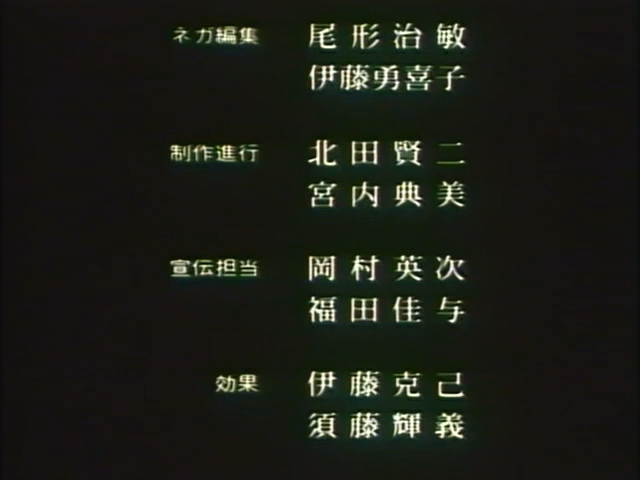 ネガ編集 尾形治敏
伊藤勇喜子
制作進行 北田賢二
宮内典美
宣伝担当 岡村英次
福田佳与
効果 伊藤克己
須藤輝義